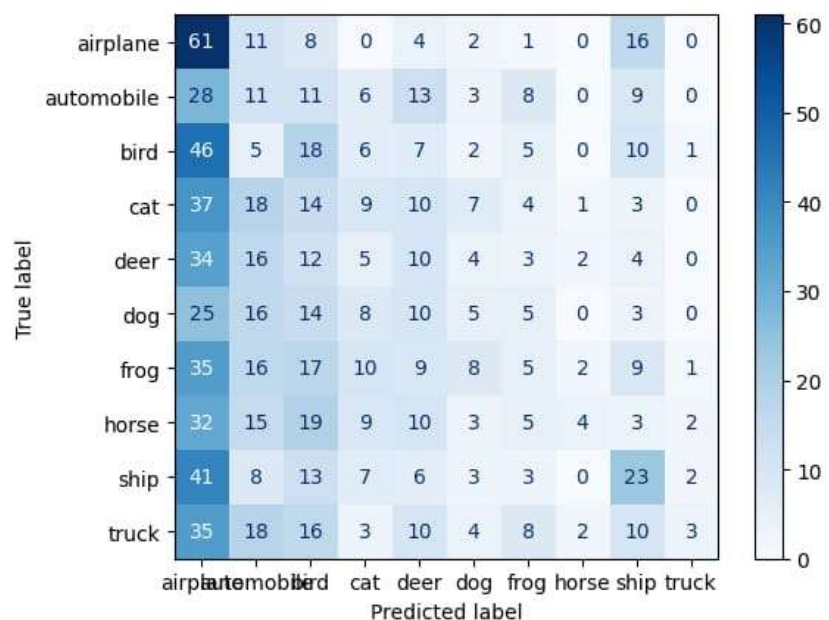 airplane 61 11 8 0 4 2 1 0 16 0
automobile 28 11 11 6 13 3 8 0 9 0
bird 46 5 18 6 7 2 5 0 10 1
cat 37 18 14 9 10 7 4 1 3 0
deer 34 16 12 5 10 4 3 2 4 0
dog 25 16 14 8 10 5 5 0 3 0
frog 35 16 17 10 9 8 5 2 9 1
horse 32 15 19 9 10 3 5 4 3 2
ship 41 8 13 7 6 3 3 0 23 2
truck 35 18 16 3 10 4 8 2 10 3
airplane automobile bird cat deer dog frog horse ship truck
Predicted label
True label
60
50
40
30
20
10
0